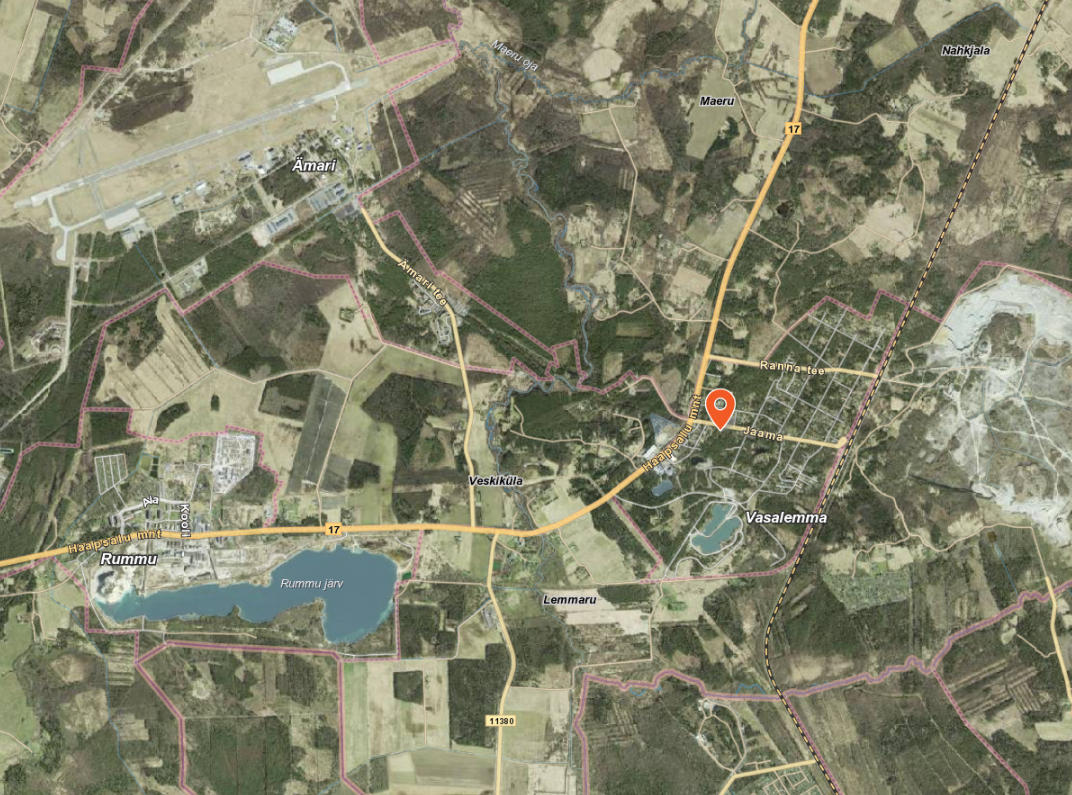 Maeru oja
Nahkjala
Maeru
17
Ämari
Ämari tee
Ranna tee
Haapsalu mnt
Jaama
Veskiküla
Ala
Kooli
Vasalemma
17
Haapsalu mnt
Rummu
Rummu järv
Lemmaru
11380